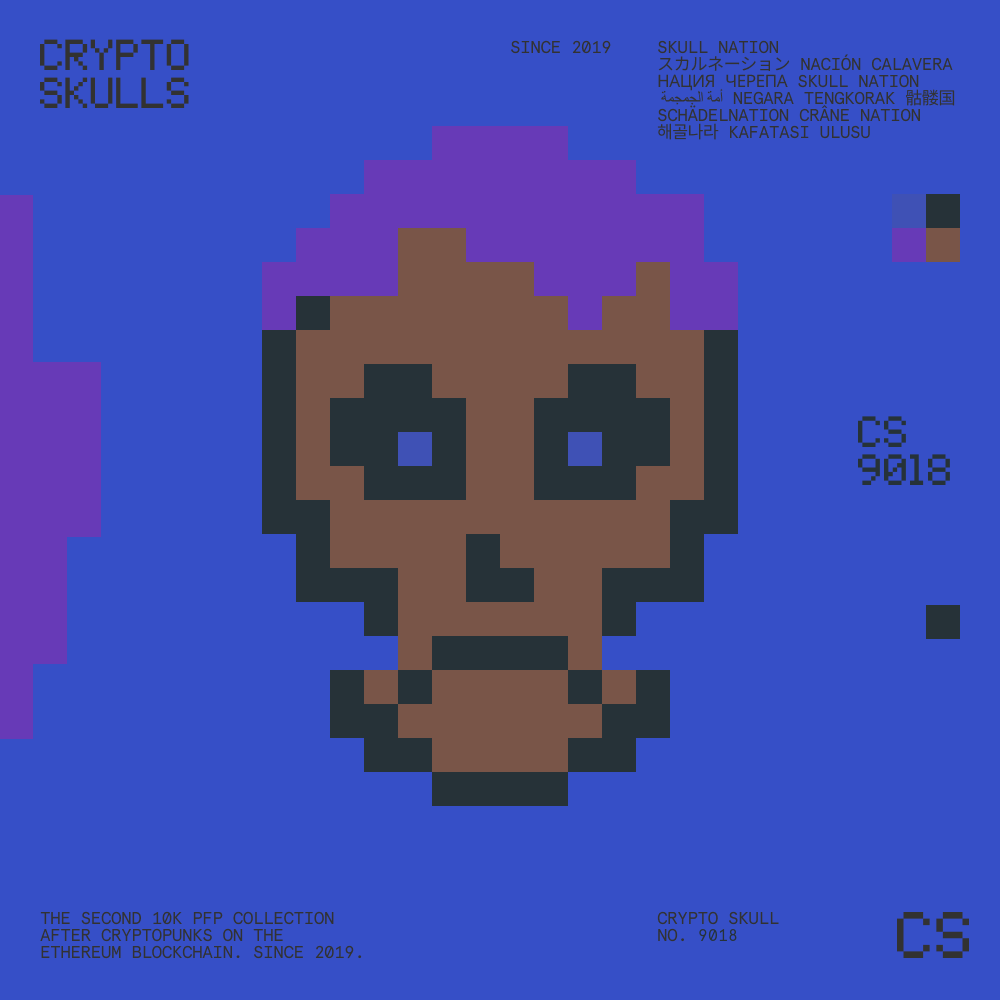 CRYPTO
SKULLS
SINCE 2019
SKULL NATION
スカルネーション NACIÓN CALAVERA
НАЦИЯ ЧЕРЕПА SKULL NATION
أمة الجمجمة NEGARA TENGKORAK 骷髅国
SCHÄDELNATION CRÂNE NATION
해골나라 KAFATASI ULUSU
CS
9018
THE SECOND 10K PFP COLLECTION
AFTER CRYPTOPUNKS ON THE
ETHEREUM BLOCKCHAIN. SINCE 2019.
CRYPTO SKULL
NO. 9018
CS